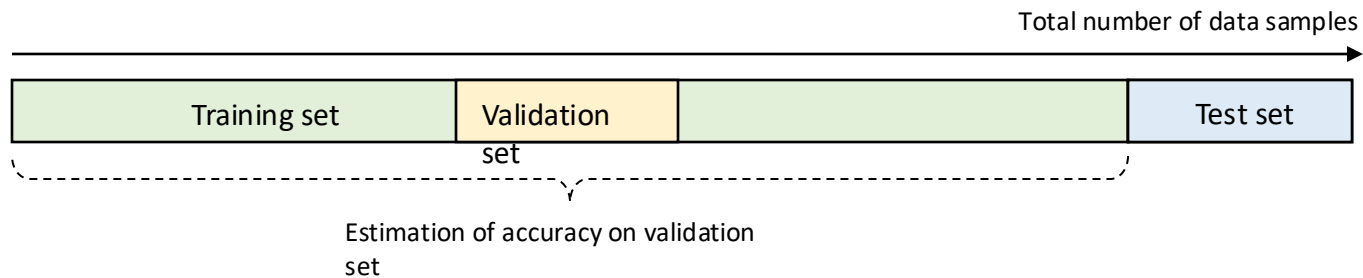 Total number of data samples
Training set
Validation
set
Test set
Estimation of accuracy on validation
set